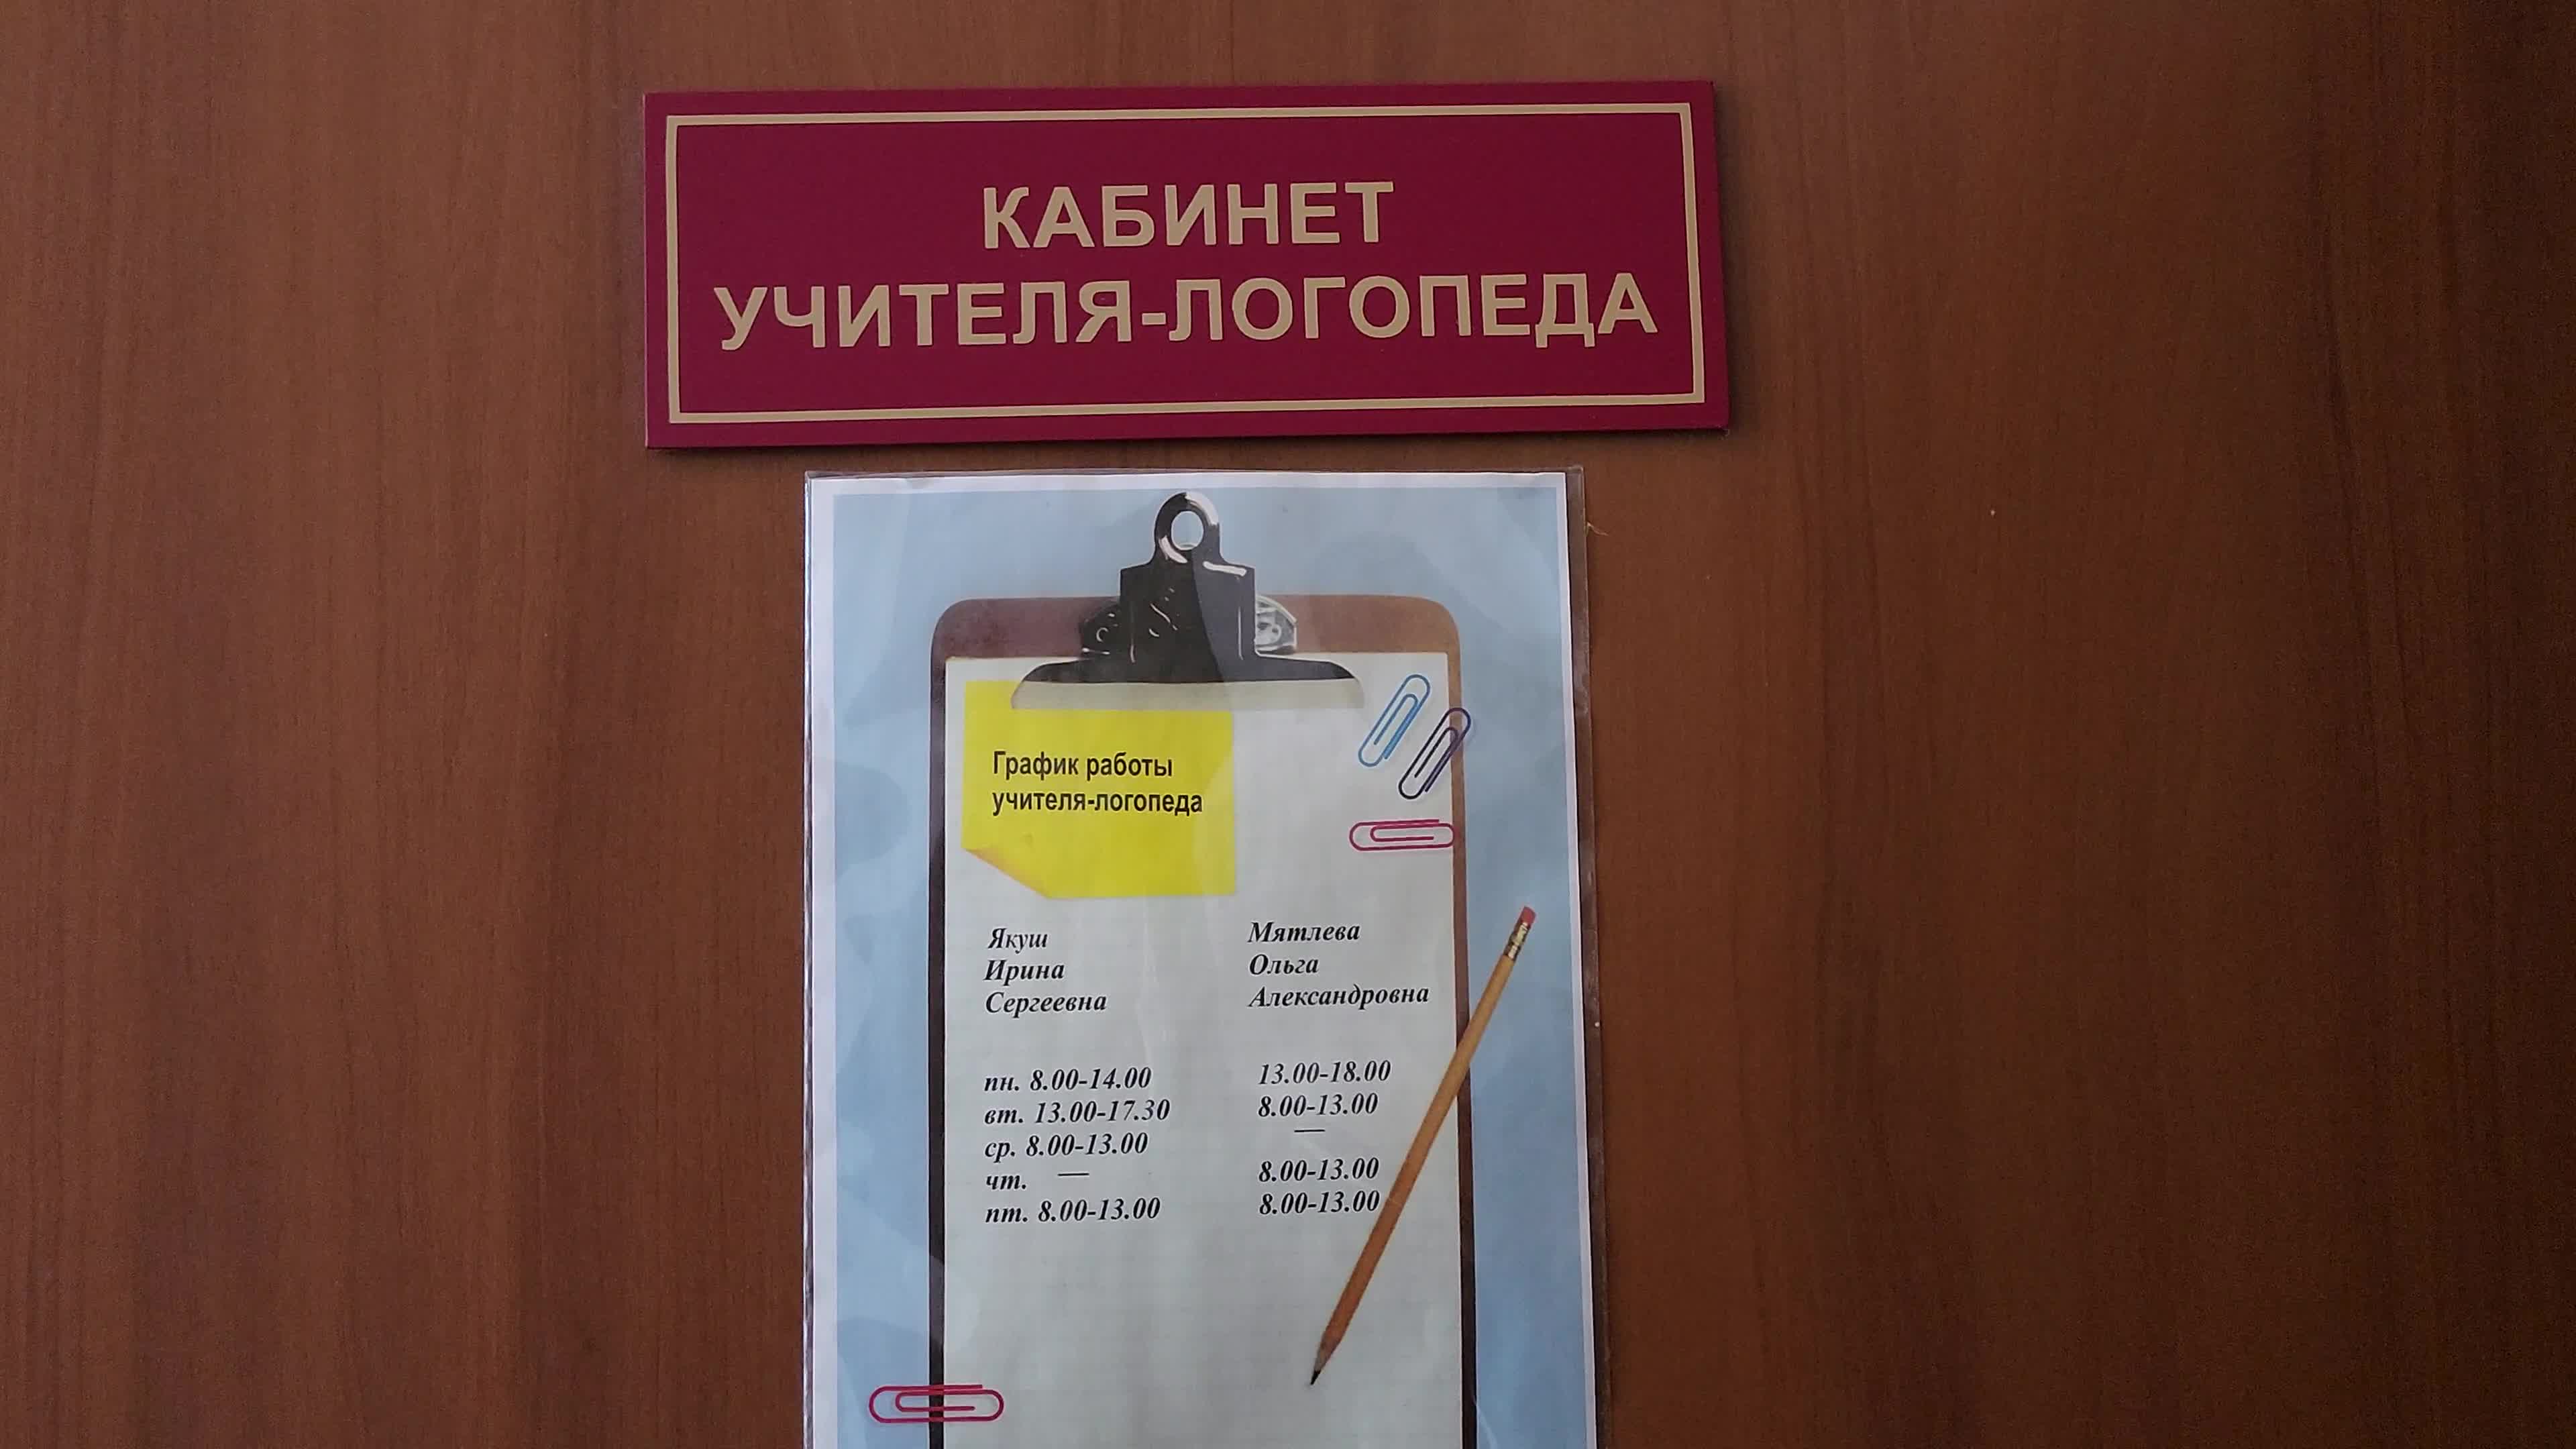 КАБИНЕТ
УЧИТЕЛЯ-ЛОГОПЕДА
График работы
учителя-логопеда
Якуш
Ирина
Сергеевна
Мятлева
Ольга
Александровна
пн. 8.00-14.00
вт. 13.00-17.30
ср. 8.00-13.00
чт. —
пт. 8.00-13.00
13.00-18.00
8.00-13.00
—
8.00-13.00
8.00-13.00